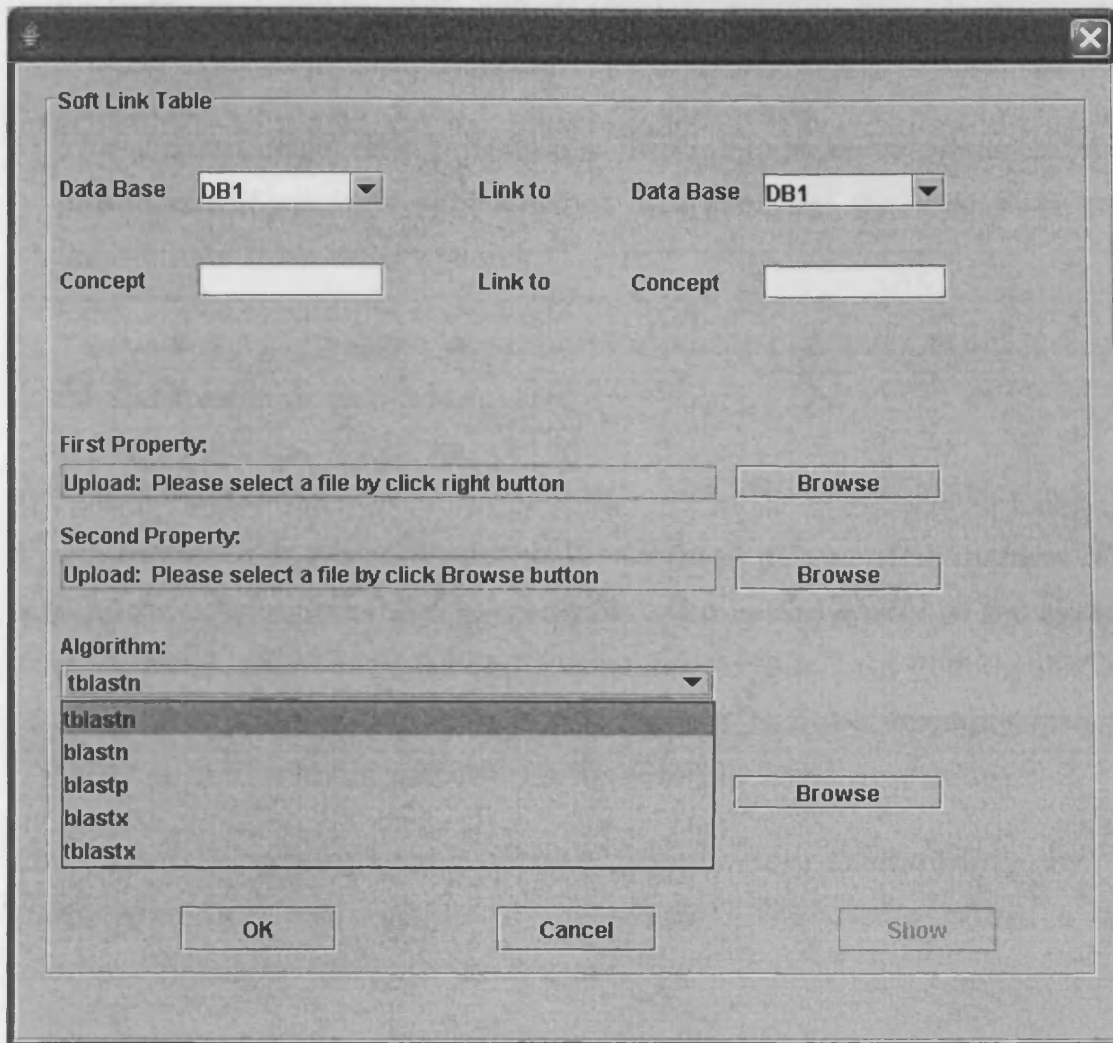 Soft Link Table
Data Base DB1 Link to Data Base DB1
Concept Link to Concept
First Property:
Upload: Please select a file by click right button Browse
Second Property:
Upload: Please select a file by click Browse button Browse
Algorithm:
tblastn
tblastn
blastn
blastp
Browse
blastx
tblastx
OK Cancel Show